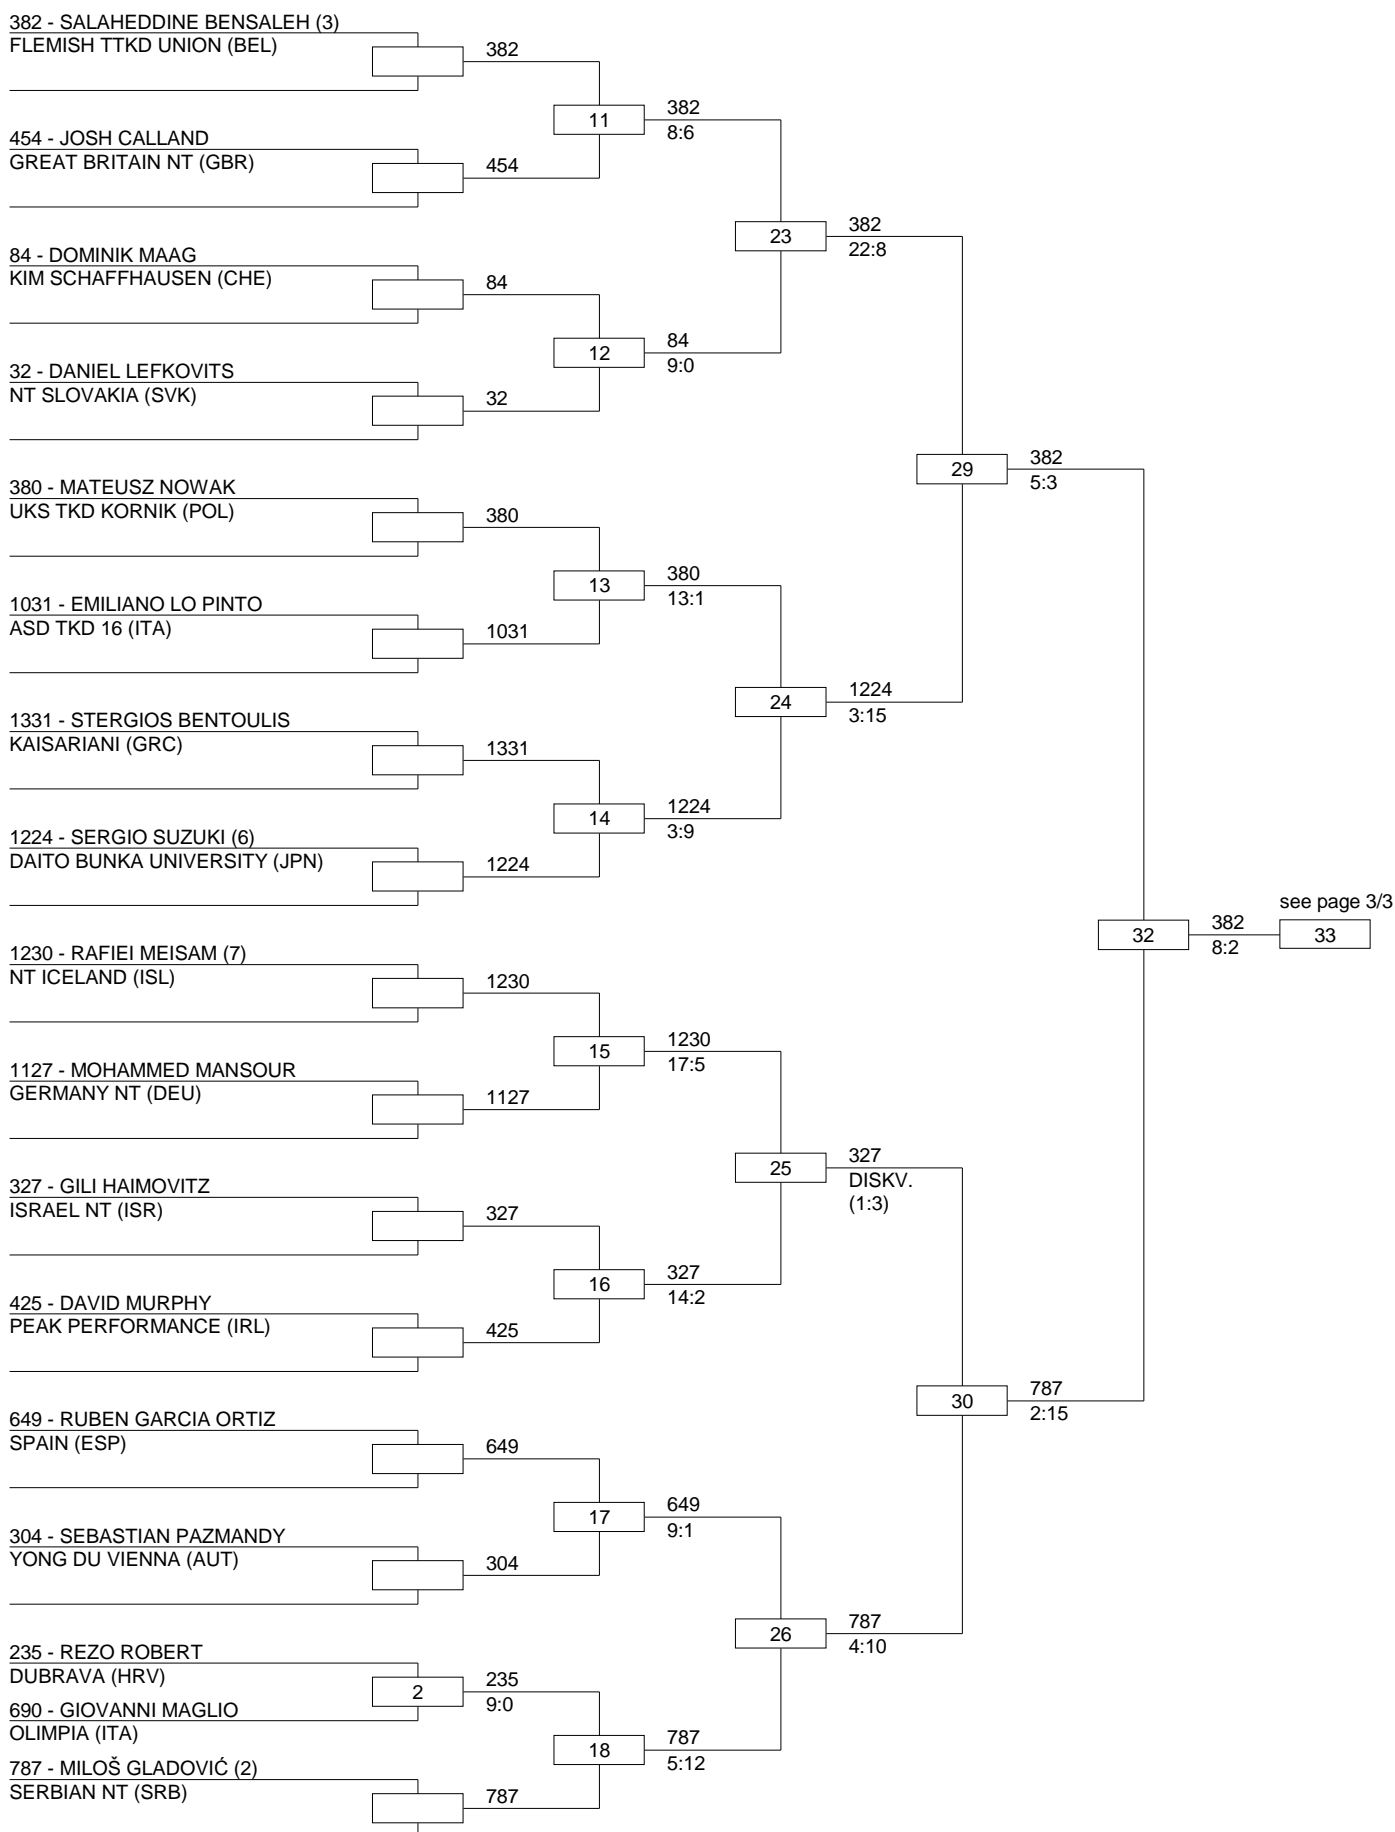 382 - SALAHEDDINE BENSALEH (3)
FLEMISH TTKD UNION (BEL)
382
11
382
8:6
454 - JOSH CALLAND
GREAT BRITAIN NT (GBR)
454
23
382
22:8
84 - DOMINIK MAAG
KIM SCHAFFHAUSEN (CHE)
84
12
84
9:0
32 - DANIEL LEFKOVITS
NT SLOVAKIA (SVK)
32
29
382
5:3
380 - MATEUSZ NOWAK
UKS TKD KORNIK (POL)
380
13
380
13:1
1031 - EMILIANO LO PINTO
ASD TKD 16 (ITA)
1031
24
1224
3:15
1331 - STERGIOS BENTOULIS
KAISARIANI (GRC)
1331
14
1224
3:9
1224 - SERGIO SUZUKI (6)
DAITO BUNKA UNIVERSITY (JPN)
1224
see page 3/3
32
382
8:2
33
1230 - RAFIEI MEISAM (7)
NT ICELAND (ISL)
1230
15
1230
17:5
1127 - MOHAMMED MANSOUR
GERMANY NT (DEU)
1127
25
327
DISKV.
(1:3)
327 - GILI HAIMOVITZ
ISRAEL NT (ISR)
327
16
327
14:2
425 - DAVID MURPHY
PEAK PERFORMANCE (IRL)
425
30
787
2:15
649 - RUBEN GARCIA ORTIZ
SPAIN (ESP)
649
17
649
9:1
304 - SEBASTIAN PAZMANDY
YONG DU VIENNA (AUT)
304
26
787
4:10
235 - REZO ROBERT
DUBRAVA (HRV)
2
235
9:0
690 - GIOVANNI MAGLIO
OLIMPIA (ITA)
18
787
5:12
787 - MILOŠ GLADOVIĆ (2)
SERBIAN NT (SRB)
787